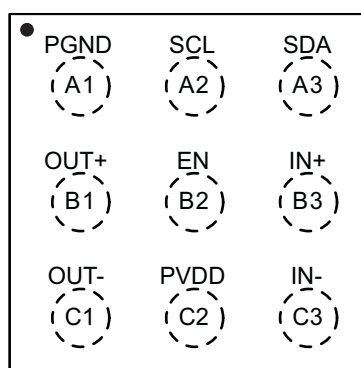 PGND SCL SDA
A1 A2 A3
OUT+ EN IN+
B1 B2 B3
OUT- PVDD IN-
C1 C2 C3